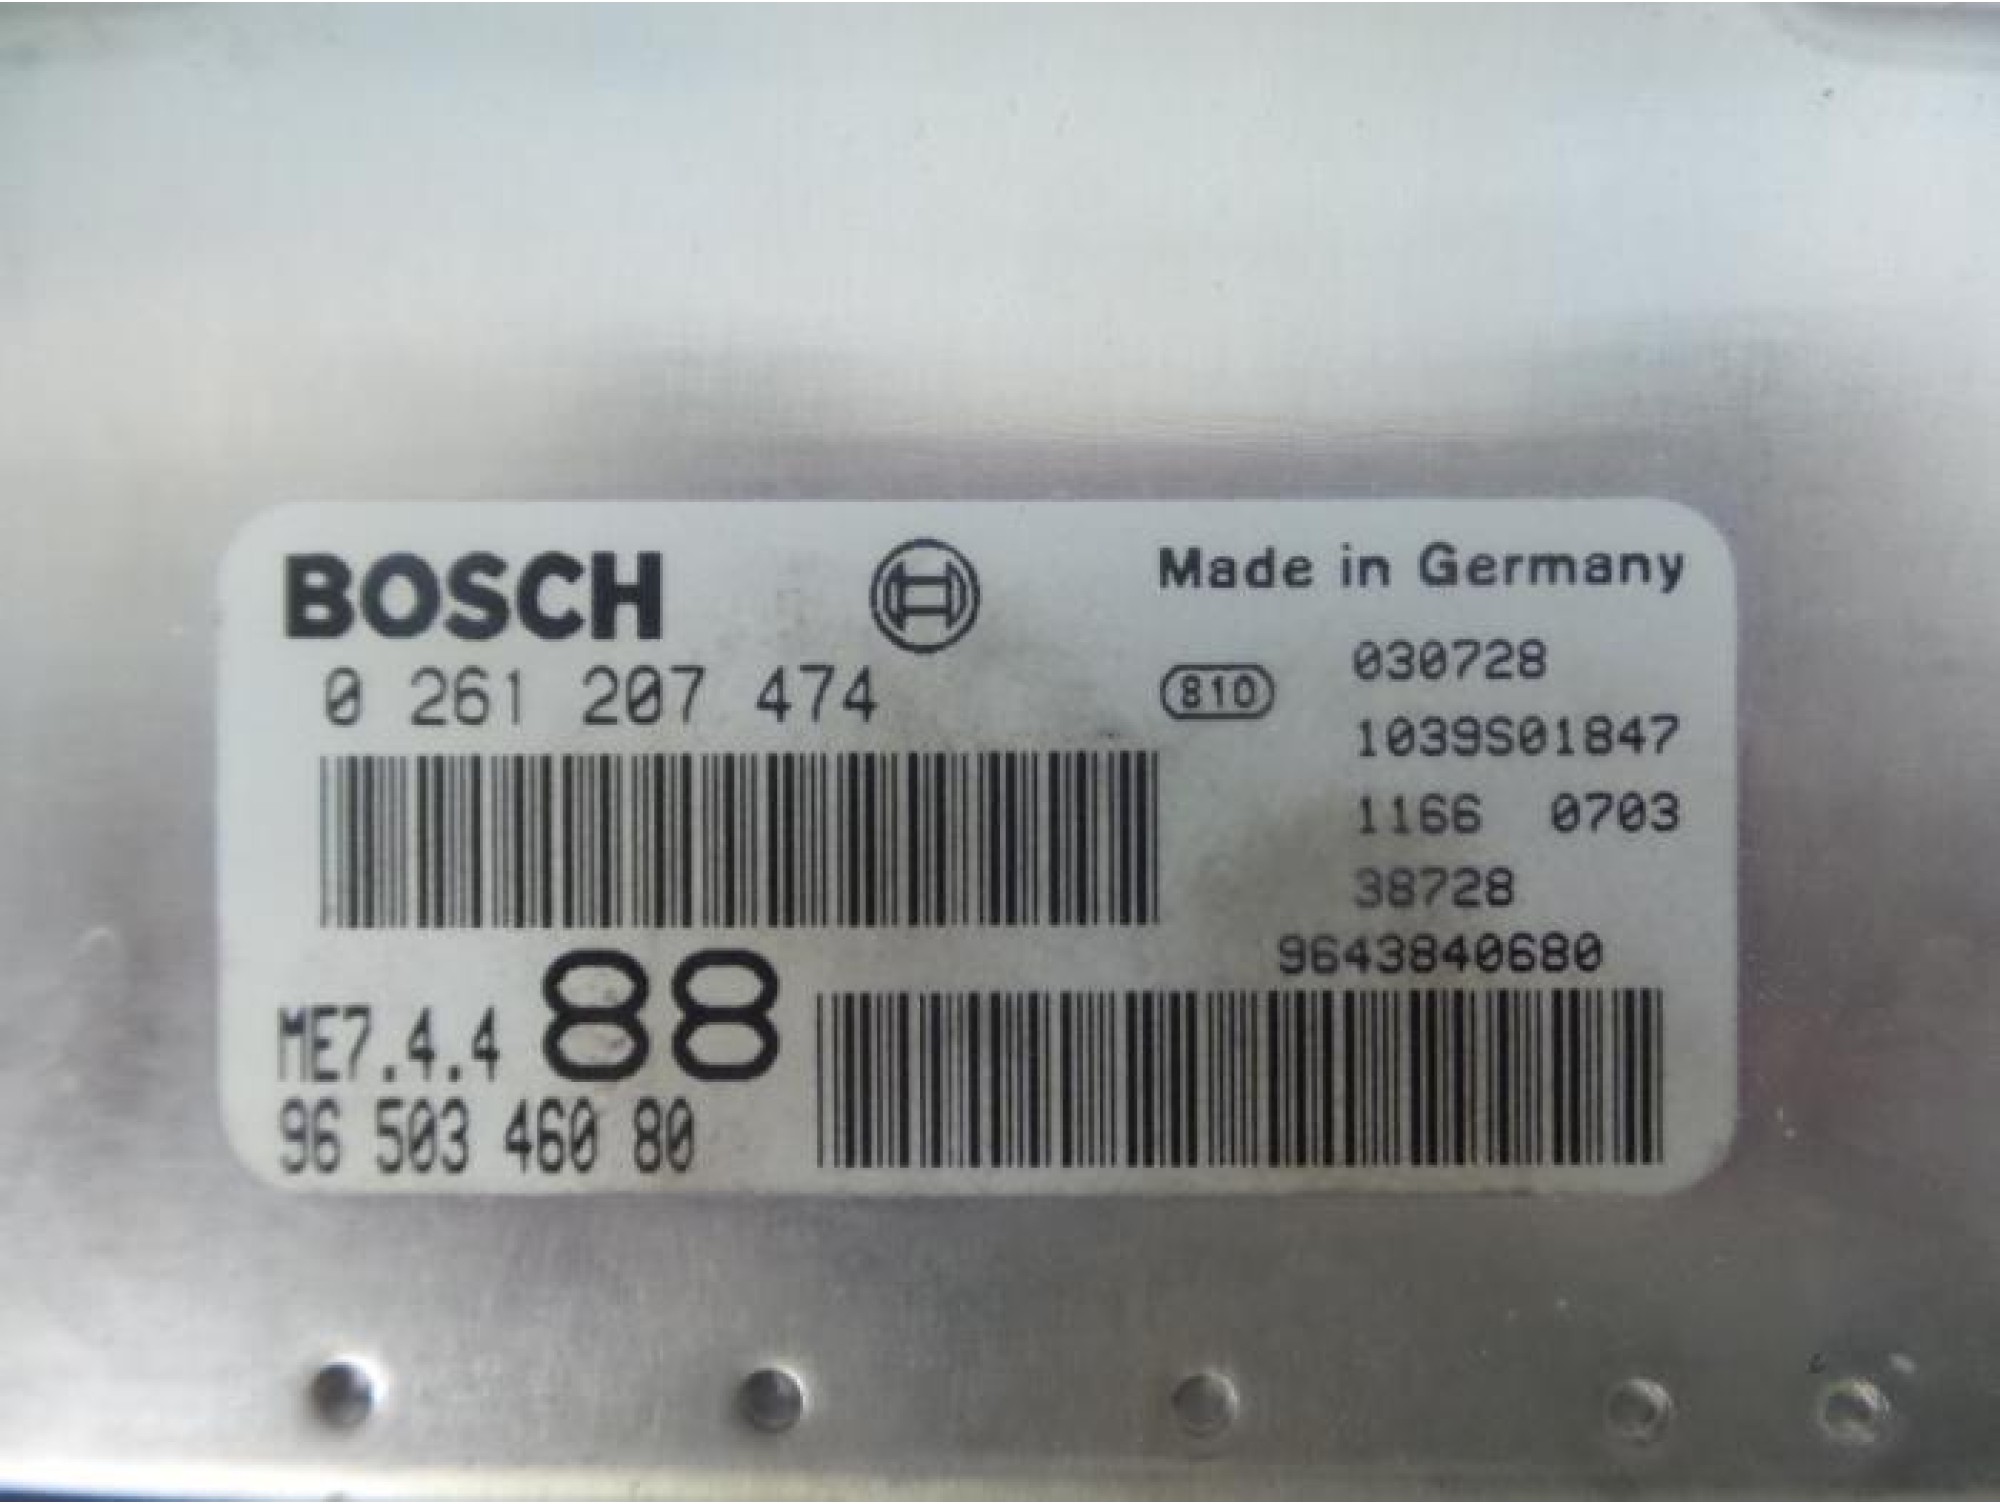 BOSCH
Made in Germany
0 261 207 474
810
030728
1039S01847
1166 0703
38728
9643840680
ME7.4.4 88
96 503 460 80